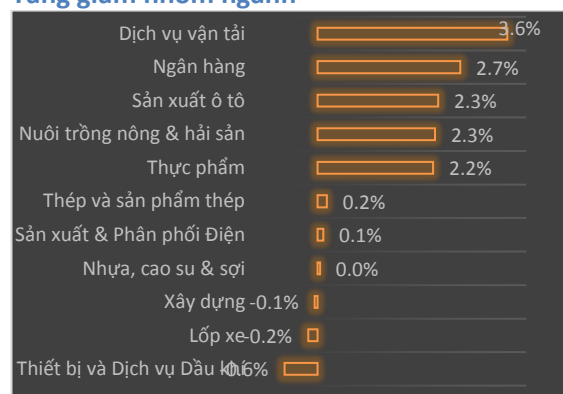 Tăng giảm nhóm ngành
Dịch vụ vận tải 3.6%
Ngân hàng 2.7%
Sản xuất ô tô 2.3%
Nuôi trồng nông & hải sản 2.3%
Thực phẩm 2.2%
Thép và sản phẩm thép 0.2%
Sản xuất & Phân phối Điện 0.1%
Nhựa, cao su & sợi 0.0%
Xây dựng -0.1%
Lốp xe -0.2%
Thiết bị và Dịch vụ Dầu khí -0.6%